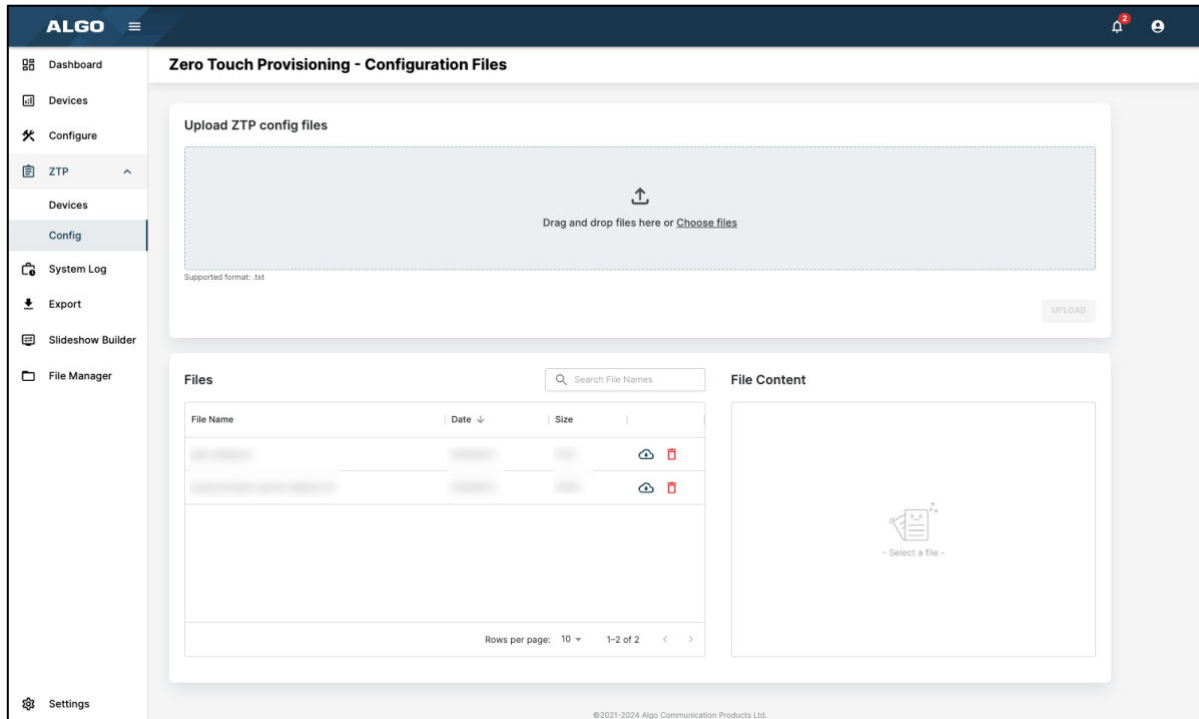 ALGO
2
Dashboard
Devices
Configure
ZTP
Devices
Config
System Log
Export
Slideshow Builder
File Manager
Settings
Zero Touch Provisioning - Configuration Files
Upload ZTP config files
Drag and drop files here or Choose files
Supported format: .txt
UPLOAD
Files
Search File Names
File Name
Date
Size
Rows per page: 10
1–2 of 2
File Content
- Select a file -
©2021-2024 Algo Communication Products Ltd.